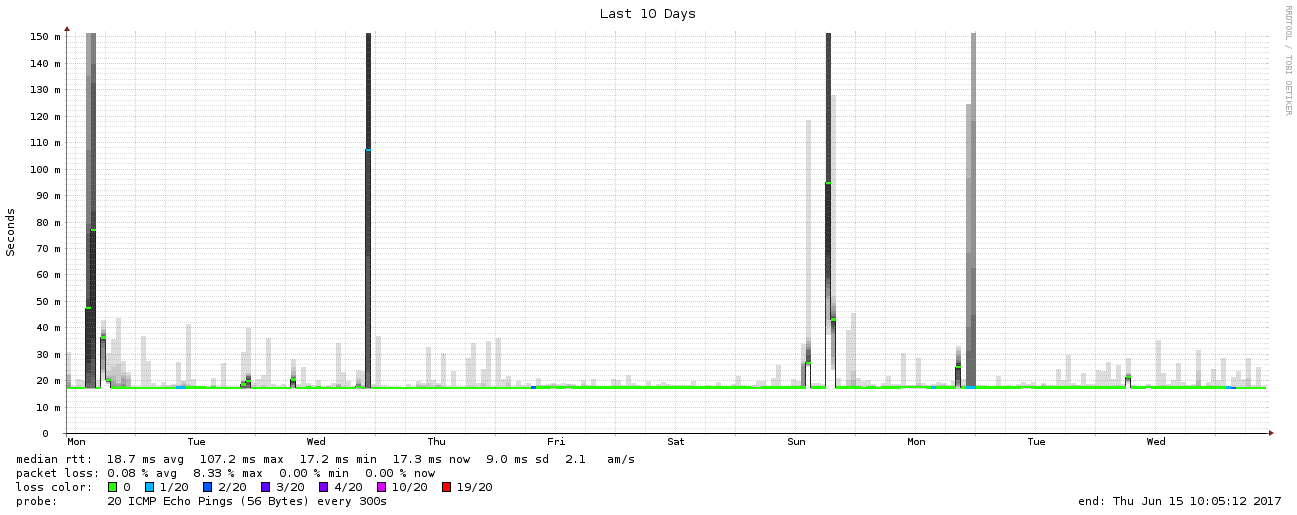 Last 10 Days
RRDTOOL / TOBI OETIKER
Seconds
150 m
140 m
130 m
120 m
110 m
100 m
90 m
80 m
70 m
60 m
50 m
40 m
30 m
20 m
10 m
0
Mon Tue Wed Thu Fri Sat Sun Mon Tue Wed
median rtt: 18.7 ms avg 107.2 ms max 17.2 ms min 17.3 ms now 9.0 ms sd 2.1 am/s
packet loss: 0.08 % avg 8.33 % max 0.00 % min 0.00 % now
loss color: 0 1/20 2/20 3/20 4/20 10/20 19/20
probe: 20 ICMP Echo Pings (56 Bytes) every 300s end: Thu Jun 15 10:05:12 2017